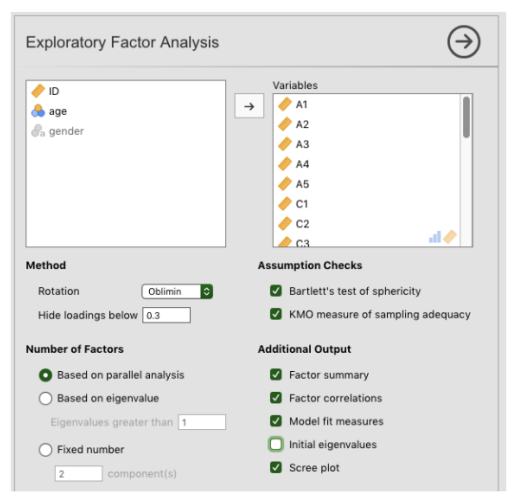 Exploratory Factor Analysis
ID
age
gender
Variables
A1
A2
A3
A4
A5
C1
C2
C3
Method
Rotation Oblimin
Hide loadings below 0.3
Assumption Checks
Bartlett's test of sphericity
KMO measure of sampling adequacy
Number of Factors
Based on parallel analysis
Based on eigenvalue
Eigenvalues greater than 1
Fixed number
2 component(s)
Additional Output
Factor summary
Factor correlations
Model fit measures
Initial eigenvalues
Scree plot